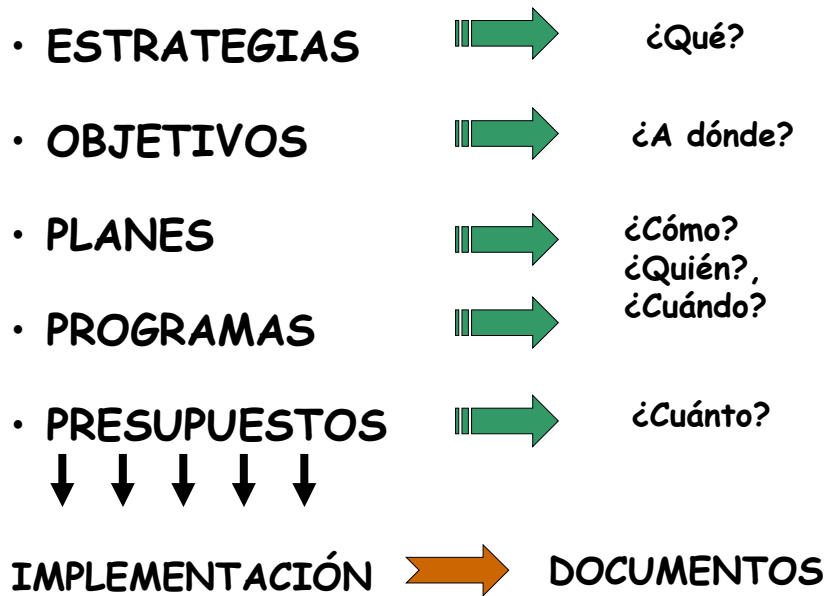 • ESTRATEGIAS
¿Qué?
• OBJETIVOS
¿A dónde?
• PLANES
¿Cómo?
¿Quién?,
¿Cuándo?
• PROGRAMAS
• PRESUPUESTOS
¿Cuánto?
IMPLEMENTACIÓN
DOCUMENTOS